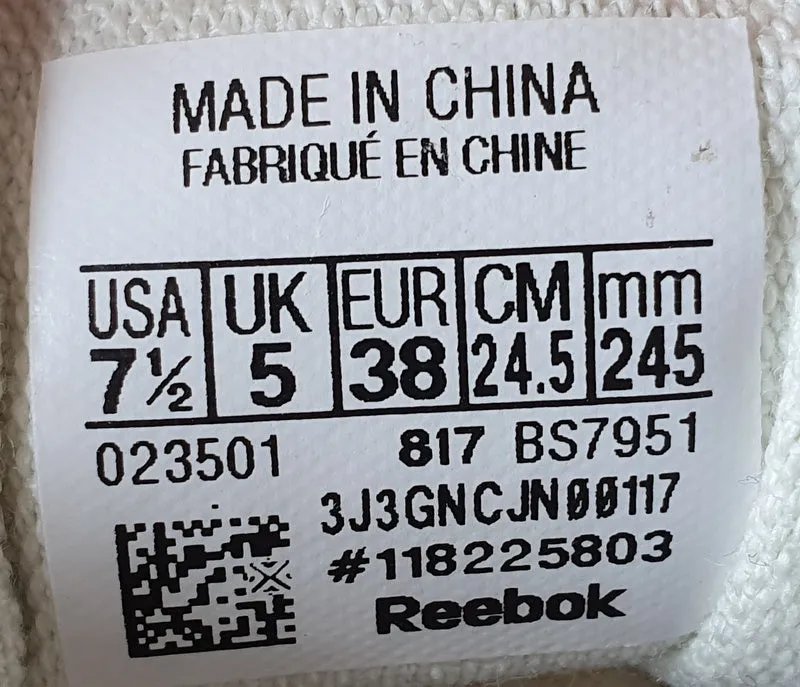 MADE IN CHINA
FABRIQUÉ EN CHINE
USA UK EUR CM mm
7½ 5 38 24.5 245
023501 817 BS7951
3J3GNCJN00117
#118225803
Reebok